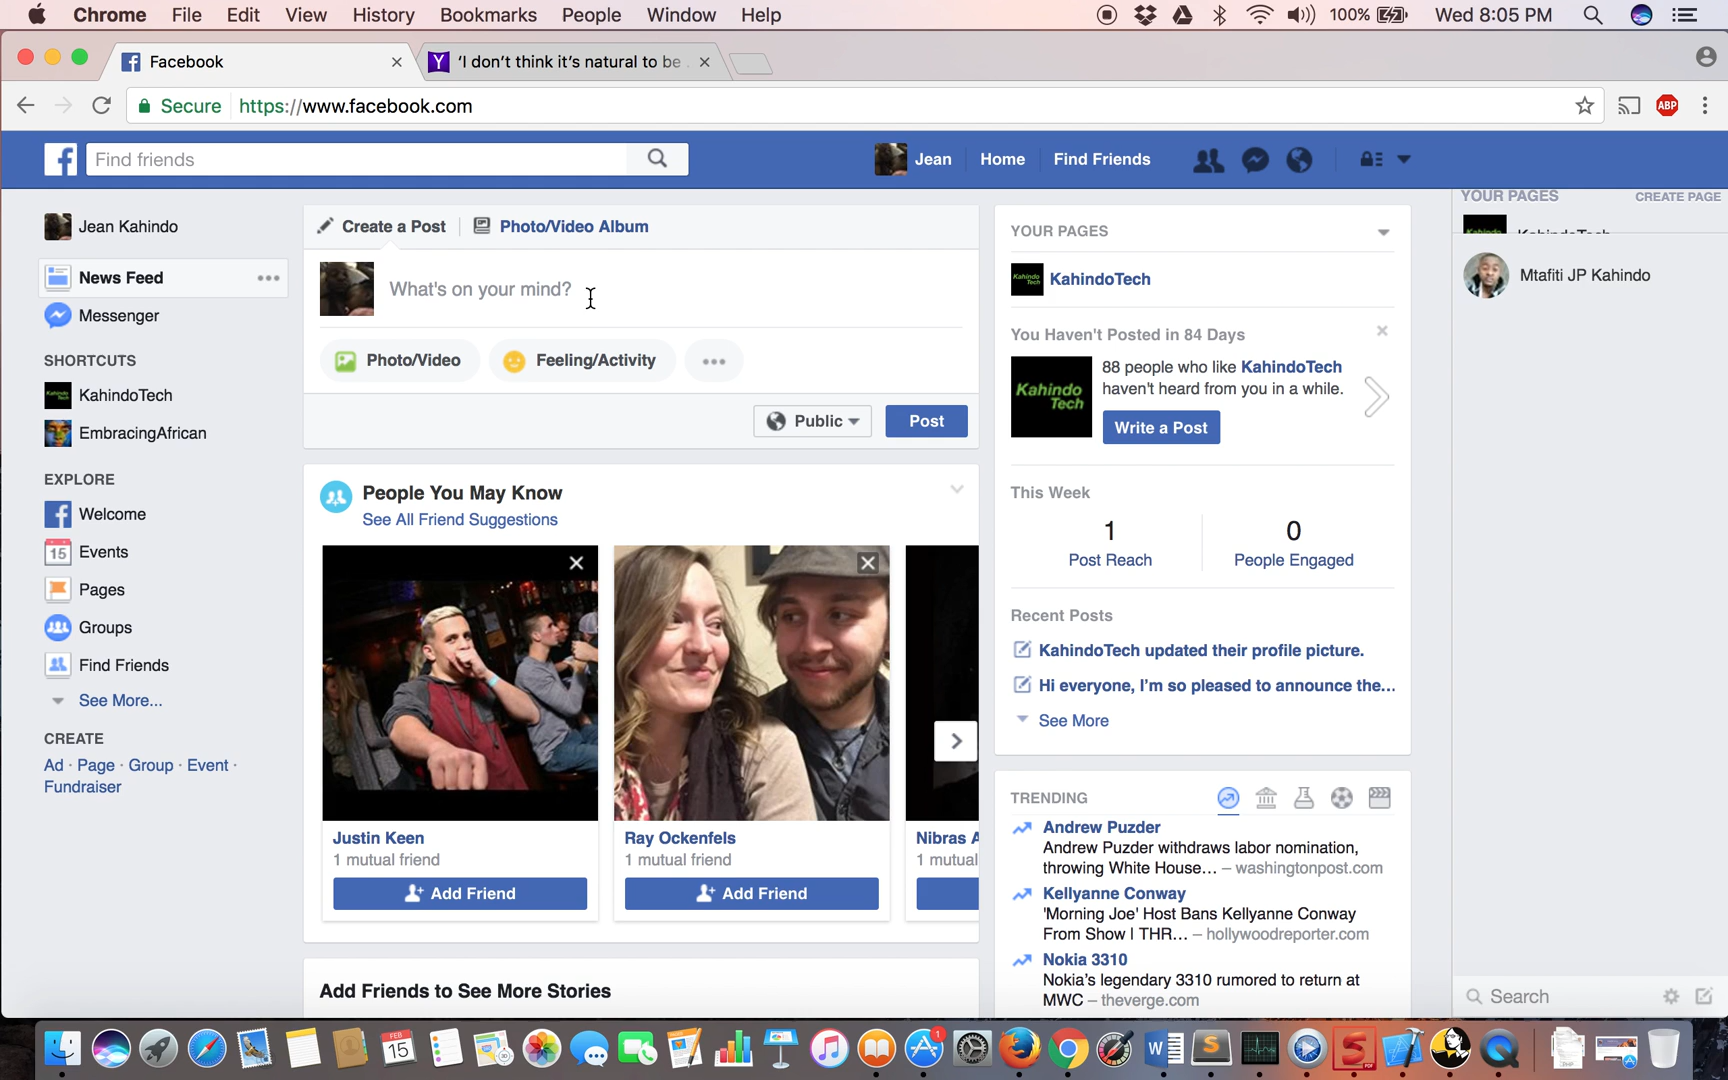 Chrome File Edit View History Bookmarks People Window Help 100% Wed 8:05 PM
Facebook 'I don't think it's natural to be
Secure https://www.facebook.com ABP
Find friends Jean Home Find Friends
Jean Kahindo
News Feed
Messenger
SHORTCUTS
KahindoTech
EmbracingAfrican
EXPLORE
Welcome
15 Events
Pages
Groups
Find Friends
See More...
CREATE
Ad · Page · Group · Event ·
Fundraiser
Create a Post Photo/Video Album
What's on your mind?
Photo/Video Feeling/Activity
Public Post
People You May Know
See All Friend Suggestions
Justin Keen Ray Ockenfels Nibras A
1 mutual friend 1 mutual friend 1 mutual
Add Friend Add Friend
Add Friends to See More Stories
YOUR PAGES
KahindoTech
You Haven't Posted in 84 Days
Kahindo
Tech
88 people who like KahindoTech
haven't heard from you in a while.
Write a Post
This Week
1 0
Post Reach People Engaged
Recent Posts
KahindoTech updated their profile picture.
Hi everyone, I'm so pleased to announce the...
See More
TRENDING
Andrew Puzder
Andrew Puzder withdraws labor nomination,
throwing White House... – washingtonpost.com
Kellyanne Conway
'Morning Joe' Host Bans Kellyanne Conway
From Show | THR... – hollywoodreporter.com
Nokia 3310
Nokia's legendary 3310 rumored to return at
MWC – theverge.com
YOUR PAGES CREATE PAGE
KahindoTech
Mtafiti JP Kahindo
Search
FEB
15
1